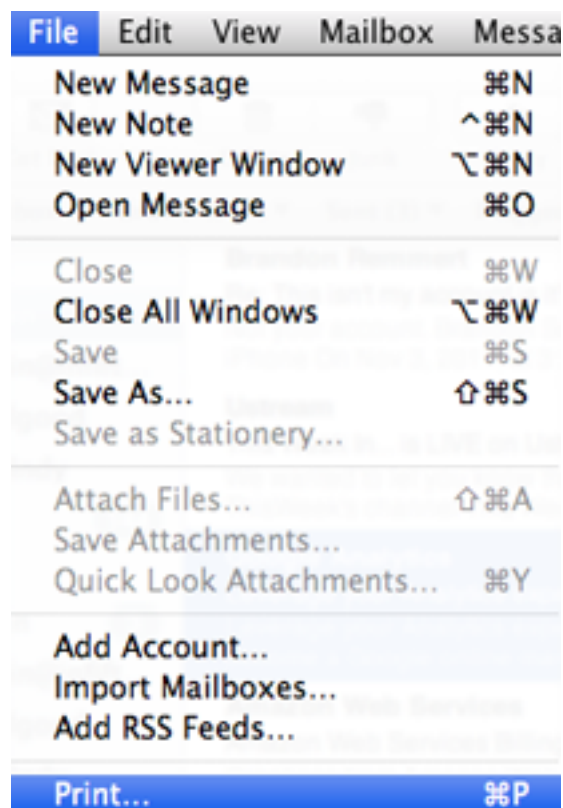 File Edit View Mailbox Messa
New Message ⌘N
New Note ^⌘N
New Viewer Window ⌥⌘N
Open Message ⌘O
Close ⌘W
Close All Windows ⌥⌘W
Save ⌘S
Save As... ⇧⌘S
Save as Stationery...
Attach Files... ⇧⌘A
Save Attachments...
Quick Look Attachments... ⌘Y
Add Account...
Import Mailboxes...
Add RSS Feeds...
Print... ⌘P